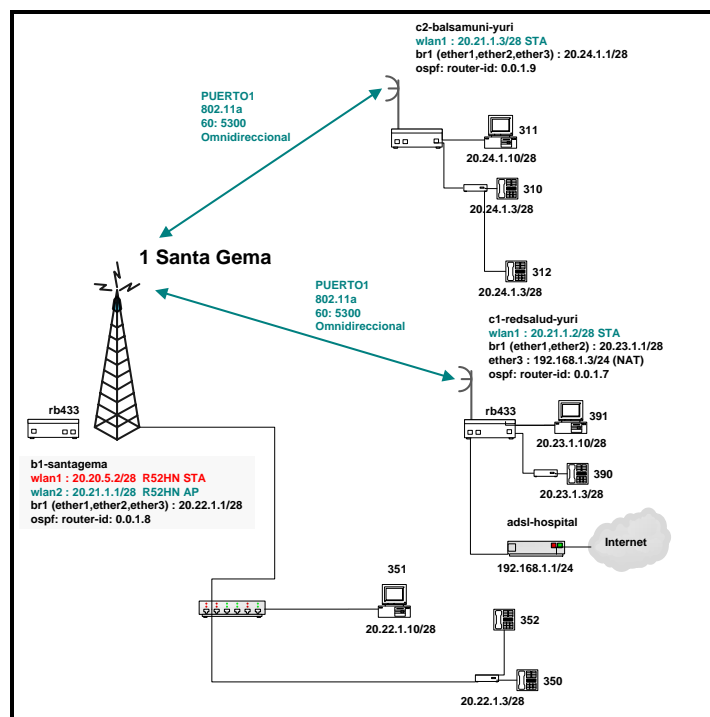 c2-balsamuni-yuri
wlan1 : 20.21.1.3/28 STA
br1 (ether1,ether2,ether3) : 20.24.1.1/28
ospf: router-id: 0.0.1.9
PUERTO1
802.11a
60: 5300
Omnidireccional
311
20.24.1.10/28
310
20.24.1.3/28
312
20.24.1.3/28
1 Santa Gema
PUERTO1
802.11a
60: 5300
Omnidireccional
c1-redsalud-yuri
wlan1 : 20.21.1.2/28 STA
br1 (ether1,ether2) : 20.23.1.1/28
ether3 : 192.168.1.3/24 (NAT)
ospf: router-id: 0.0.1.7
rb433
391
20.23.1.10/28
390
20.23.1.3/28
adsl-hospital
Internet
192.168.1.1/24
rb433
b1-santagema
wlan1 : 20.20.5.2/28 R52HN STA
wlan2 : 20.21.1.1/28 R52HN AP
br1 (ether1,ether2,ether3) : 20.22.1.1/28
ospf: router-id: 0.0.1.8
351
20.22.1.10/28
352
350
20.22.1.3/28